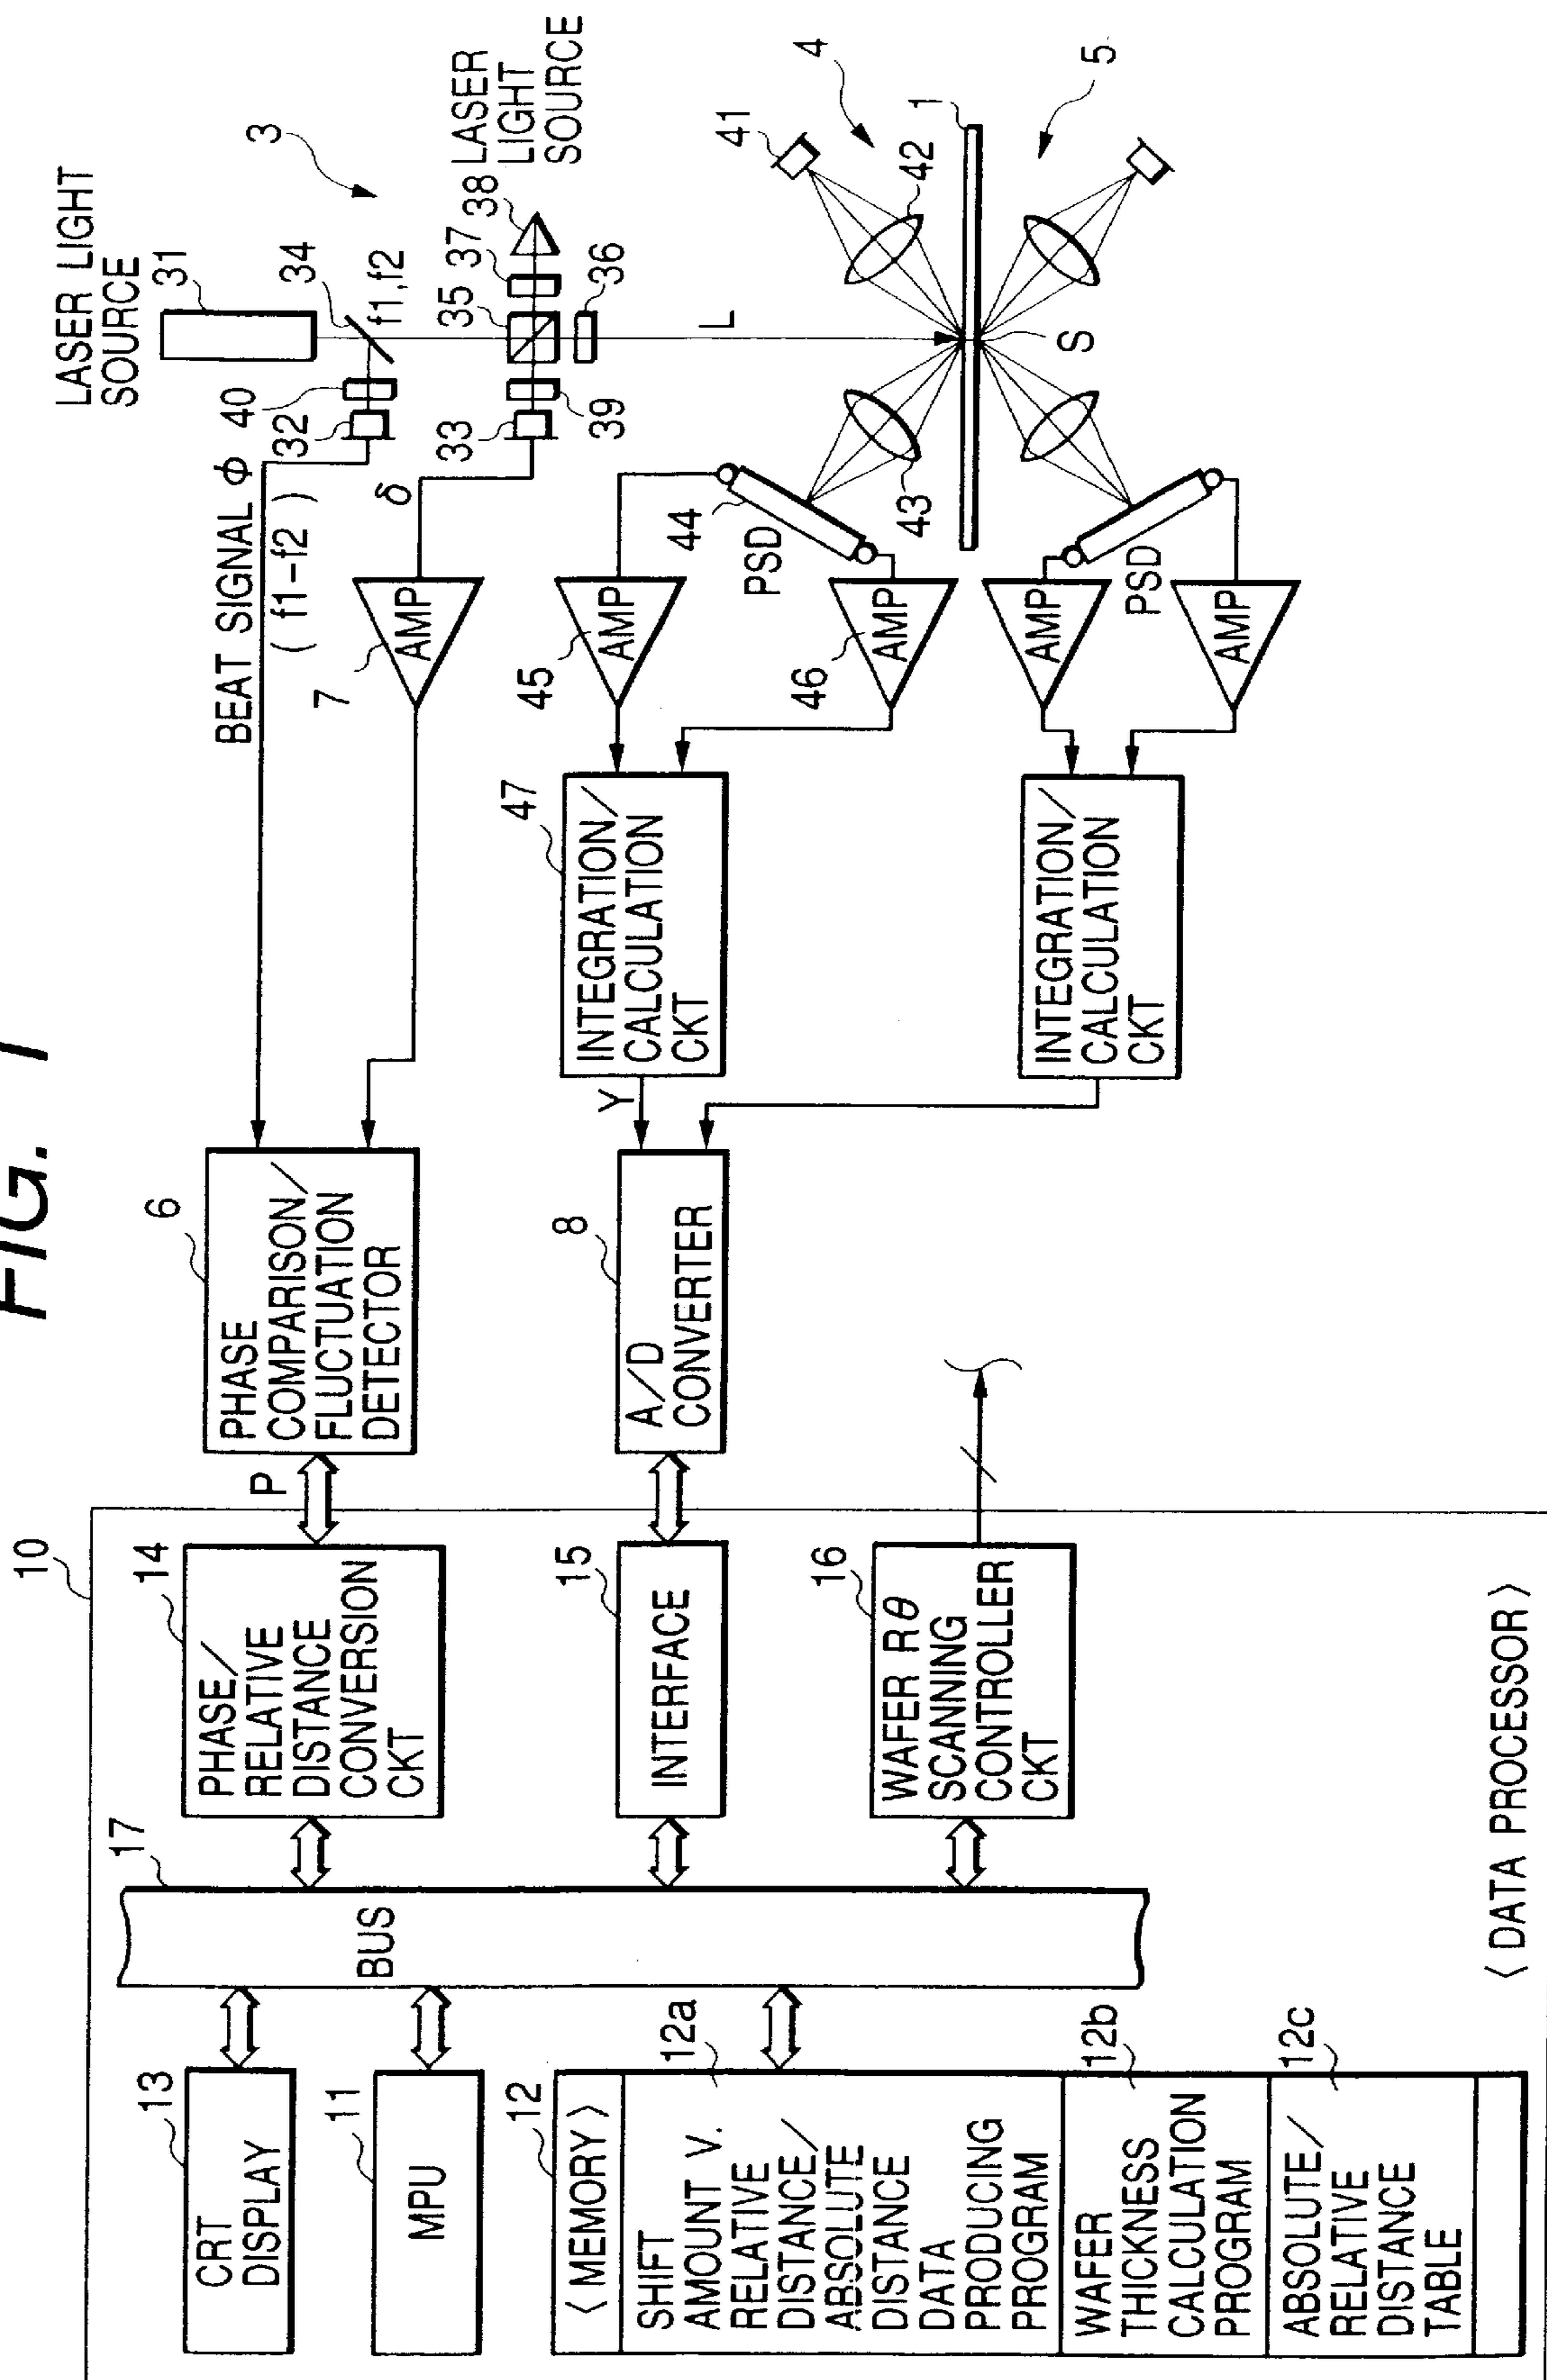 FIG. 1
LASER LIGHT
SOURCE
31
34
f1,f2
3
LASER
LIGHT
SOURCE
38
37
35
36
L
40
32
BEAT SIGNAL ϕ
( f1-f2 )
33
39
δ
7
AMP
41
4
42
1
5
S
43
44
PSD
45
AMP
46
AMP
AMP
PSD
AMP
47
INTEGRATION/
CALCULATION
CKT
Y
INTEGRATION/
CALCULATION
CKT
6
PHASE
COMPARISON/
FLUCTUATION
DETECTOR
P
8
A/D
CONVERTER
10
14
PHASE/
RELATIVE
DISTANCE
CONVERSION
CKT
15
INTERFACE
16
WAFER Rθ
SCANNING
CONTROLLER
CKT
17
BUS
13
CRT
DISPLAY
11
MPU
12
〈MEMORY〉
12a
SHIFT
AMOUNT V.
RELATIVE
DISTANCE/
ABSOLUTE
DISTANCE
DATA
PRODUCING
PROGRAM
12b
WAFER
THICKNESS
CALCULATION
PROGRAM
12c
ABSOLUTE/
RELATIVE
DISTANCE
TABLE
〈DATA PROCESSOR〉